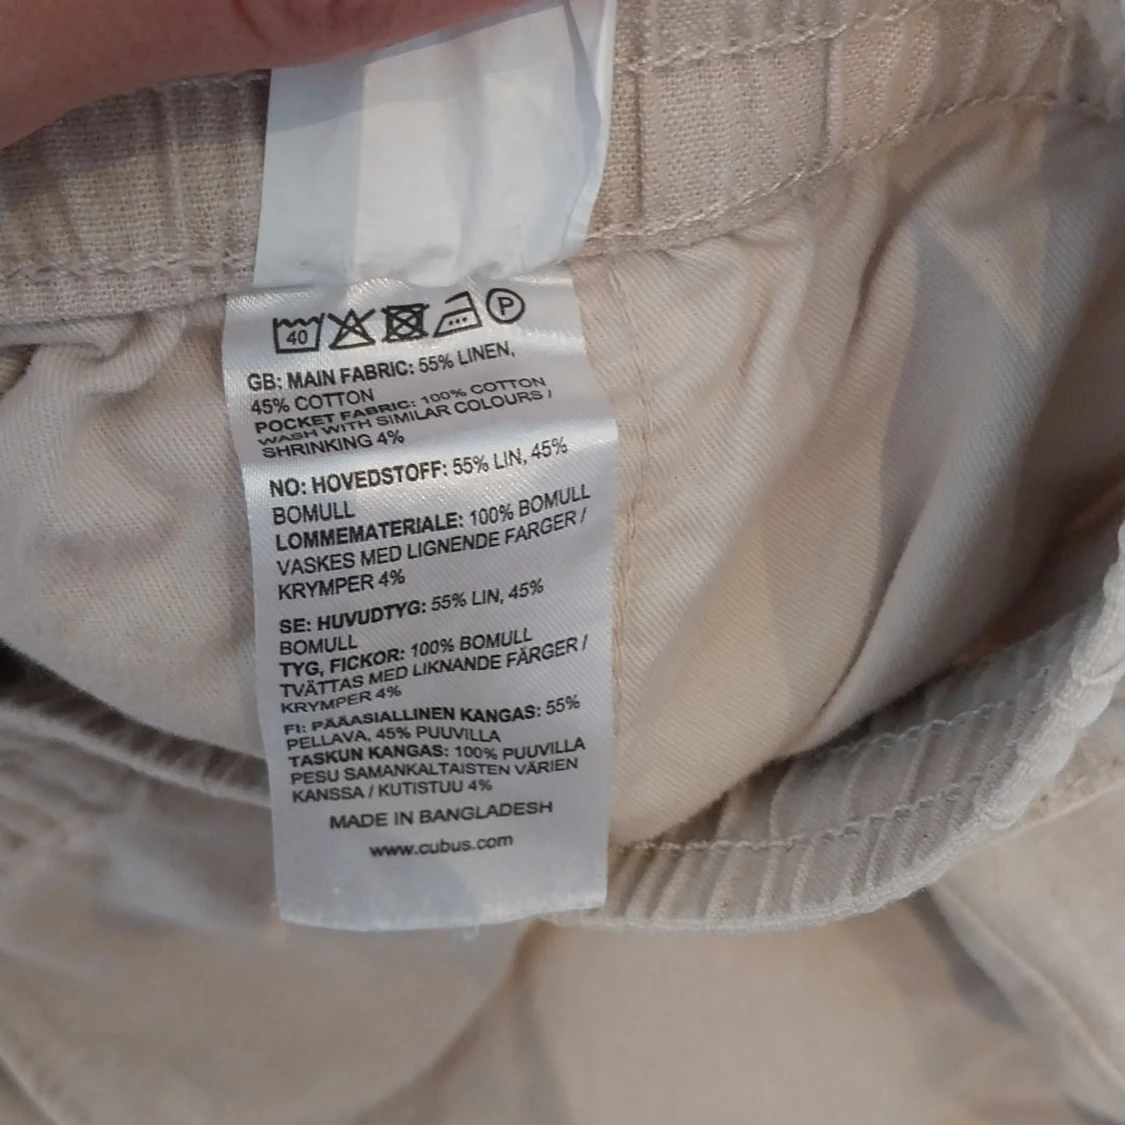 40 P
GB: MAIN FABRIC: 55% LINEN,
45% COTTON
POCKET FABRIC: 100% COTTON
WASH WITH SIMILAR COLOURS /
SHRINKING 4%
NO: HOVEDSTOFF: 55% LIN, 45%
BOMULL
LOMMEMATERIALE: 100% BOMULL
VASKES MED LIGNENDE FARGER /
KRYMPER 4%
SE: HUVUDTYG: 55% LIN, 45%
BOMULL
TYG, FICKOR: 100% BOMULL
TVÄTTAS MED LIKNANDE FÄRGER /
KRYMPER 4%
FI: PÄÄASIALLINEN KANGAS: 55%
PELLAVA, 45% PUUVILLA
TASKUN KANGAS: 100% PUUVILLA
PESU SAMANKALTAISTEN VÄRIEN
KANSSA / KUTISTUU 4%
MADE IN BANGLADESH
www.cubus.com